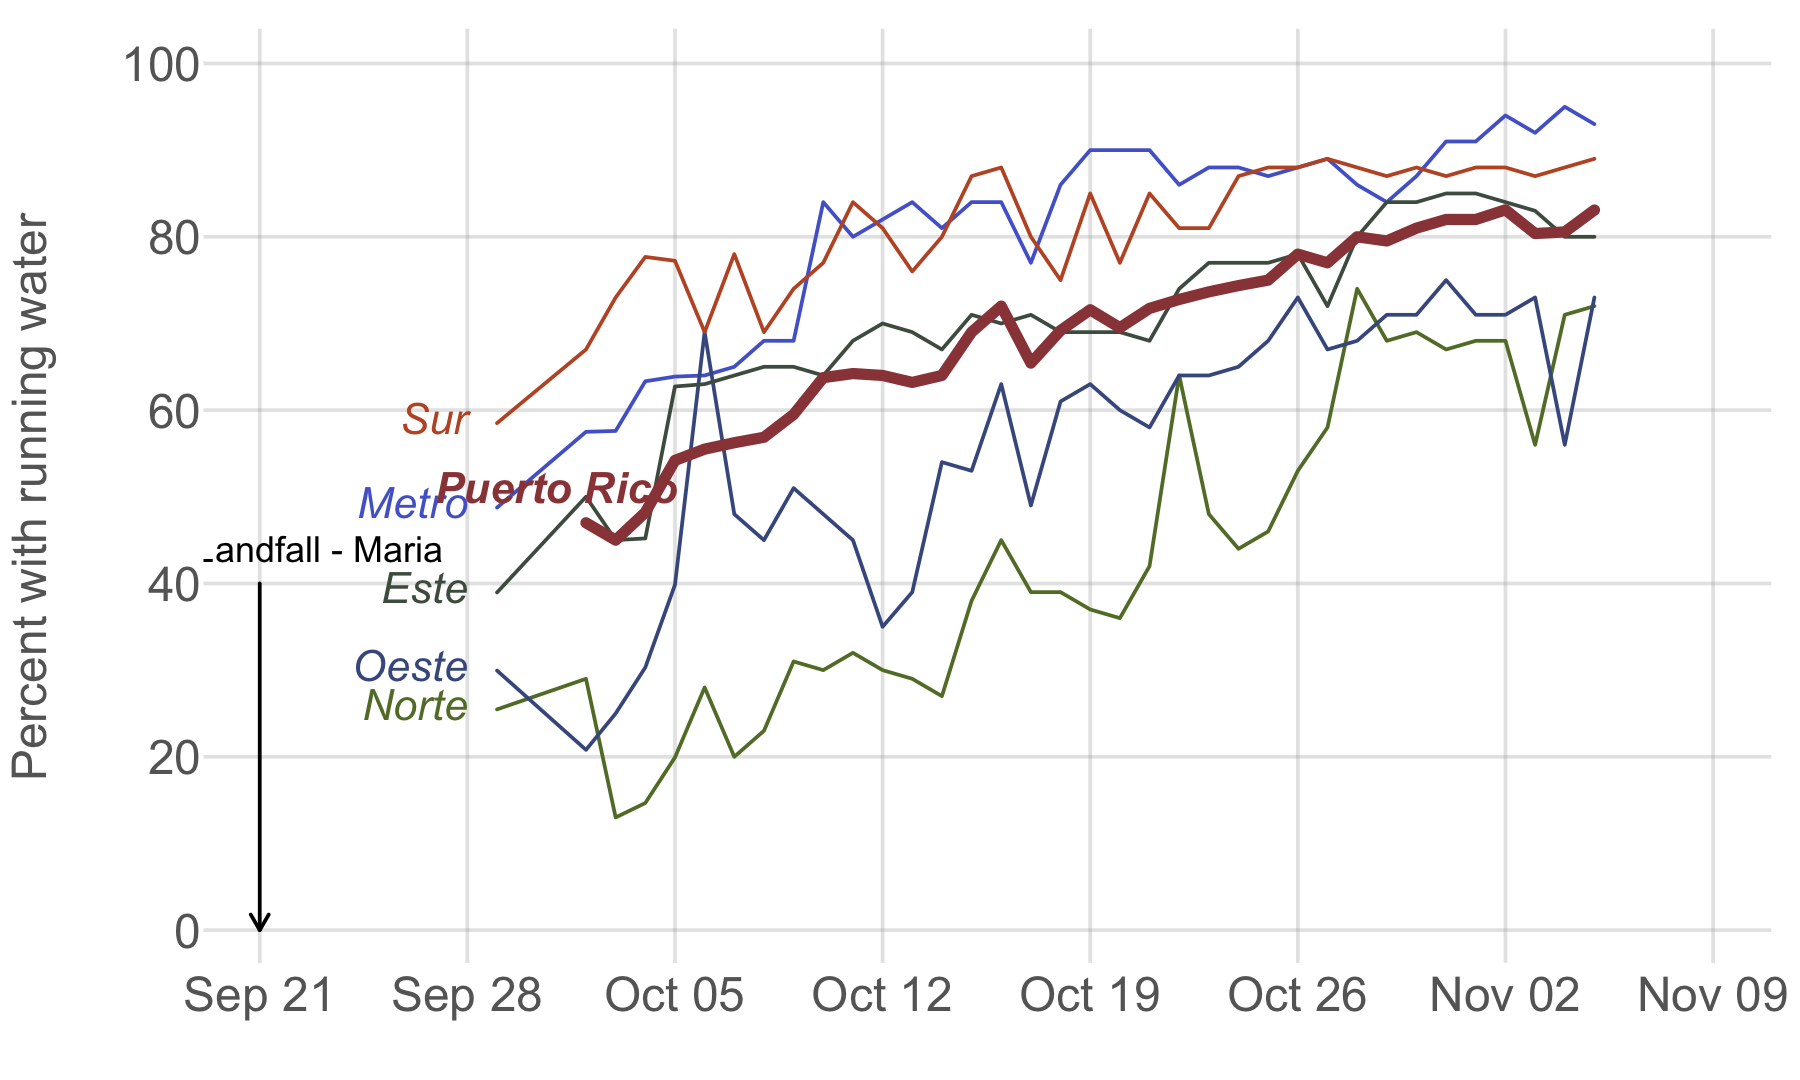 Percent with running water
100
80
60
40
20
0
Sur
Puerto Rico
Metro
Landfall - Maria
Este
Oeste
Norte
Sep 21 Sep 28 Oct 05 Oct 12 Oct 19 Oct 26 Nov 02 Nov 09